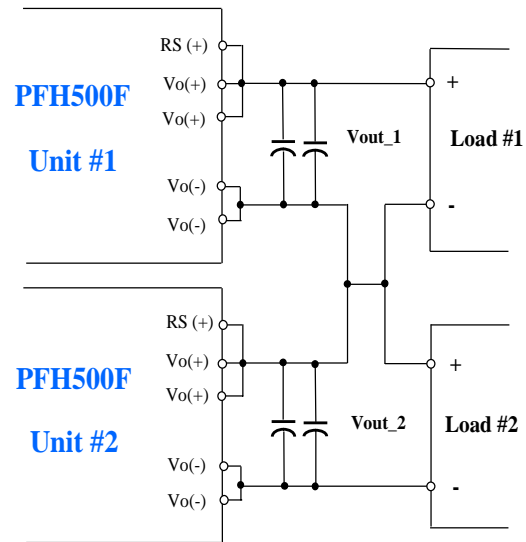 RS (+)
PFH500F
Unit #1
Vo(+)
Vo(+)
Vo(-)
Vo(-)
Vout_1
+
Load #1
-
RS (+)
PFH500F
Unit #2
Vo(+)
Vo(+)
Vo(-)
Vo(-)
Vout_2
+
Load #2
-